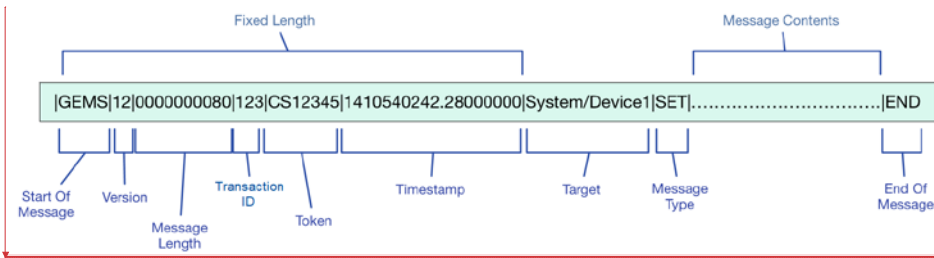 Fixed Length
Message Contents
|GEMS|12|0000000080|123|CS12345|1410540242.28000000|System/Device1|SET|.................................|END
Start Of
Message
Version
Message
Length
Transaction
ID
Token
Timestamp
Target
Message
Type
End Of
Message